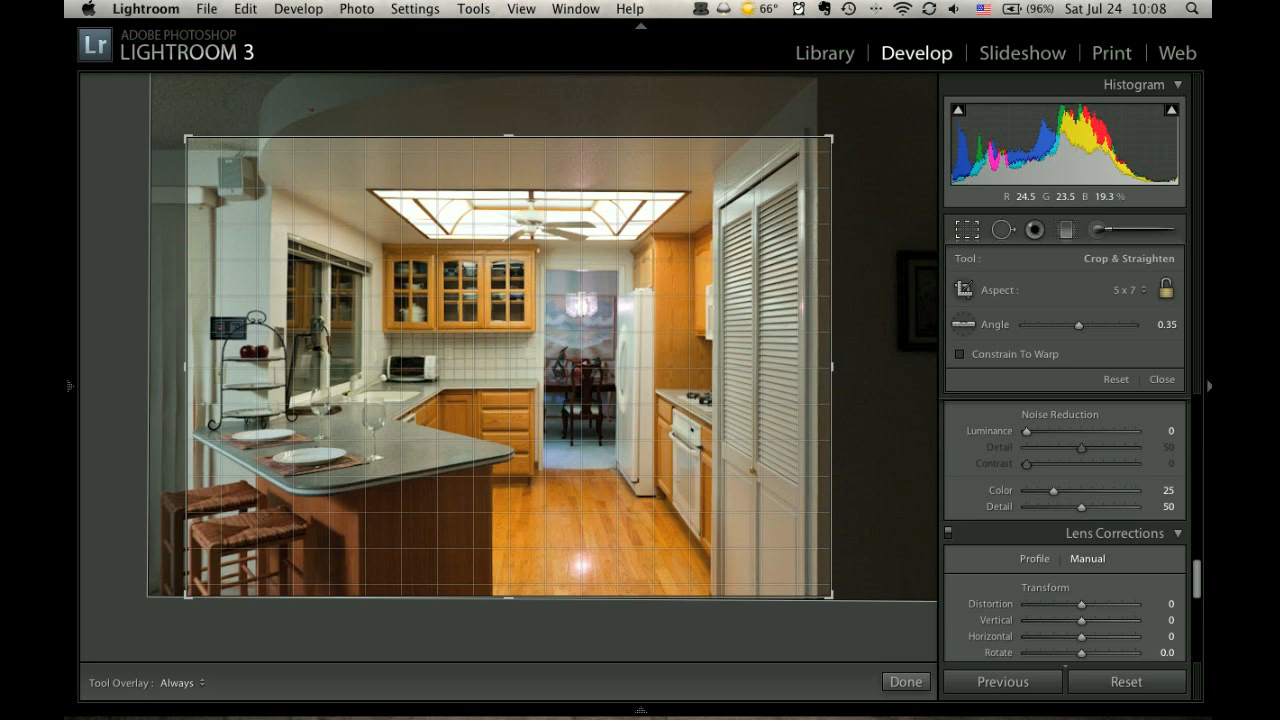 Lightroom File Edit Develop Photo Settings Tools View Window Help 66° (96%) Sat Jul 24 10:08
Lr ADOBE PHOTOSHOP
LIGHTROOM 3
Library | Develop | Slideshow | Print | Web
Histogram
R 24.5 G 23.5 B 19.3 %
Tool : Crop & Straighten
Aspect : 5 x 7
Angle 0.35
Constrain To Warp
Reset Close
Noise Reduction
Luminance 0
Detail 50
Contrast 0
Color 25
Detail 50
Lens Corrections
Profile | Manual
Transform
Distortion 0
Vertical 0
Horizontal 0
Rotate 0.0
Tool Overlay : Always Done Previous Reset